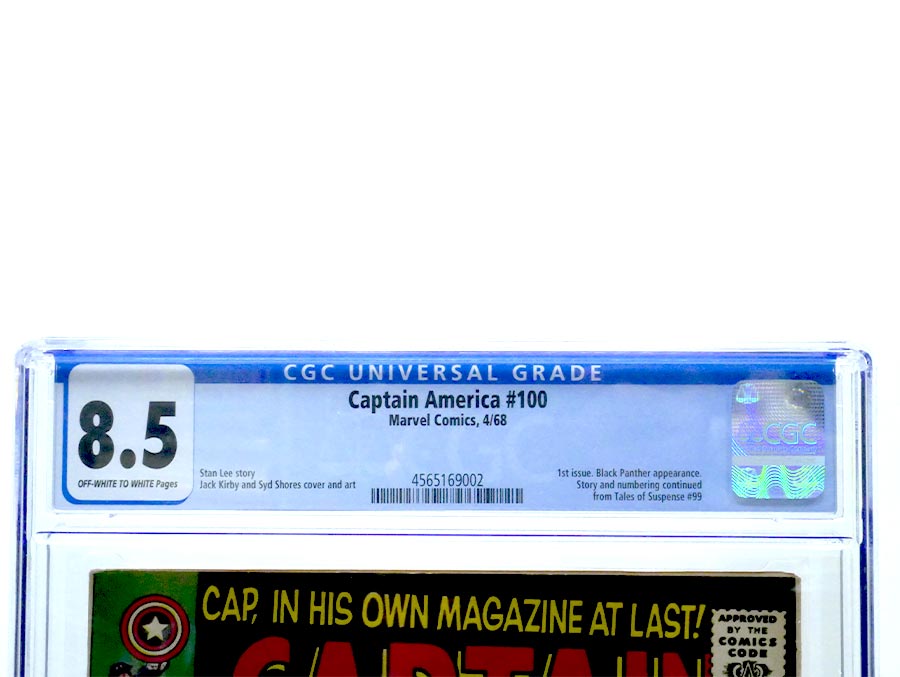 CGC UNIVERSAL GRADE
8.5
OFF-WHITE TO WHITE Pages
Captain America #100
Marvel Comics, 4/68
Stan Lee story
Jack Kirby and Syd Shores cover and art
4565169002
1st issue. Black Panther appearance.
Story and numbering continued
from Tales of Suspense #99
CGC
CAP, IN HIS OWN MAGAZINE AT LAST!
CAPTAIN
APPROVED
BY THE
COMICS
CODE